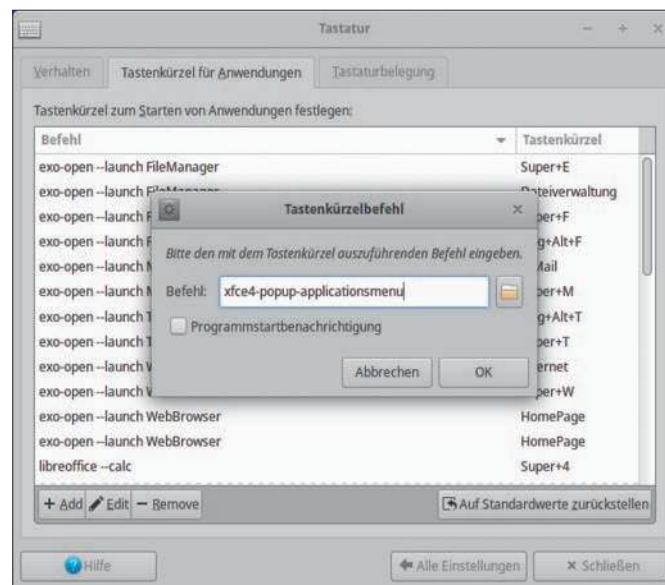 Tastatur
Verhalten Tastenkürzel für Anwendungen Tastaturbelegung
Tastenkürzel zum Starten von Anwendungen festlegen:
Befehl Tastenkürzel
exo-open --launch FileManager Super+E
exo-open --launch FileManager Dateiverwaltung
exo-open --launch F per+F
exo-open --launch F g+Alt+F
exo-open --launch M Mail
exo-open --launch M per+M
exo-open --launch T g+Alt+T
exo-open --launch T per+T
exo-open --launch W ernet
exo-open --launch W per+W
exo-open --launch WebBrowser HomePage
exo-open --launch WebBrowser HomePage
libreoffice --calc Super+4
Tastenkürzelbefehl
Bitte den mit dem Tastenkürzel auszuführenden Befehl eingeben.
Befehl: xfce4-popup-applicationsmenu
Programmstartbenachrichtigung
Abbrechen OK
Add Edit Remove Auf Standardwerte zurückstellen
Hilfe Alle Einstellungen Schließen